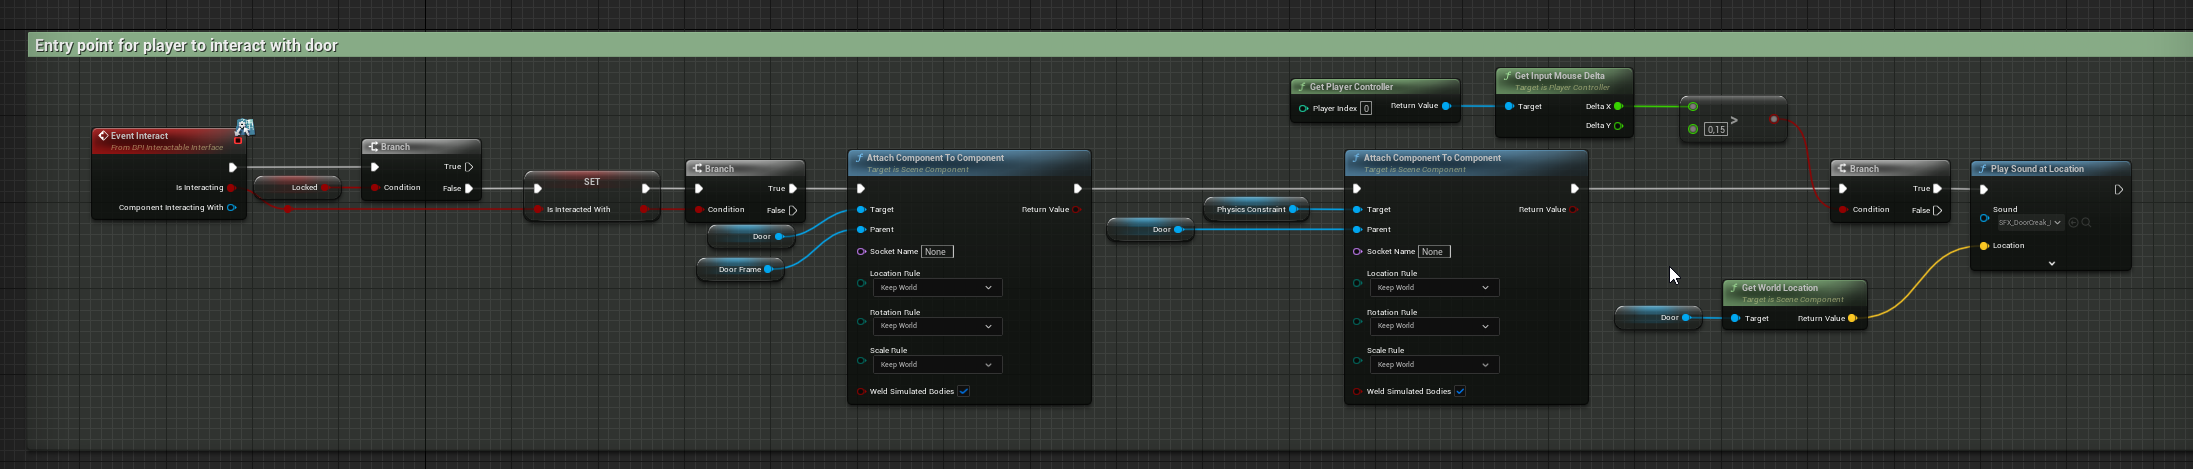 Entry point for player to interact with door
Event Interact
From DPI Interactable Interface
Is Interacting
Component Interacting With
Locked
Branch
True
Condition
False
SET
Is Interacted With
Branch
True
Condition
False
Door
Door Frame
Attach Component To Component
Target is Scene Component
Target
Return Value
Parent
Socket Name None
Location Rule
Keep World
Rotation Rule
Keep World
Scale Rule
Keep World
Weld Simulated Bodies
Physics Constraint
Door
Attach Component To Component
Target is Scene Component
Target
Return Value
Parent
Socket Name None
Location Rule
Keep World
Rotation Rule
Keep World
Scale Rule
Keep World
Weld Simulated Bodies
Get Player Controller
Player Index 0
Return Value
Get Input Mouse Delta
Target is Player Controller
Target
Delta X
Delta Y
>
0,15
Branch
True
Condition
False
Door
Get World Location
Target is Scene Component
Target
Return Value
Play Sound at Location
Sound
SFX_DoorCreak_
Location